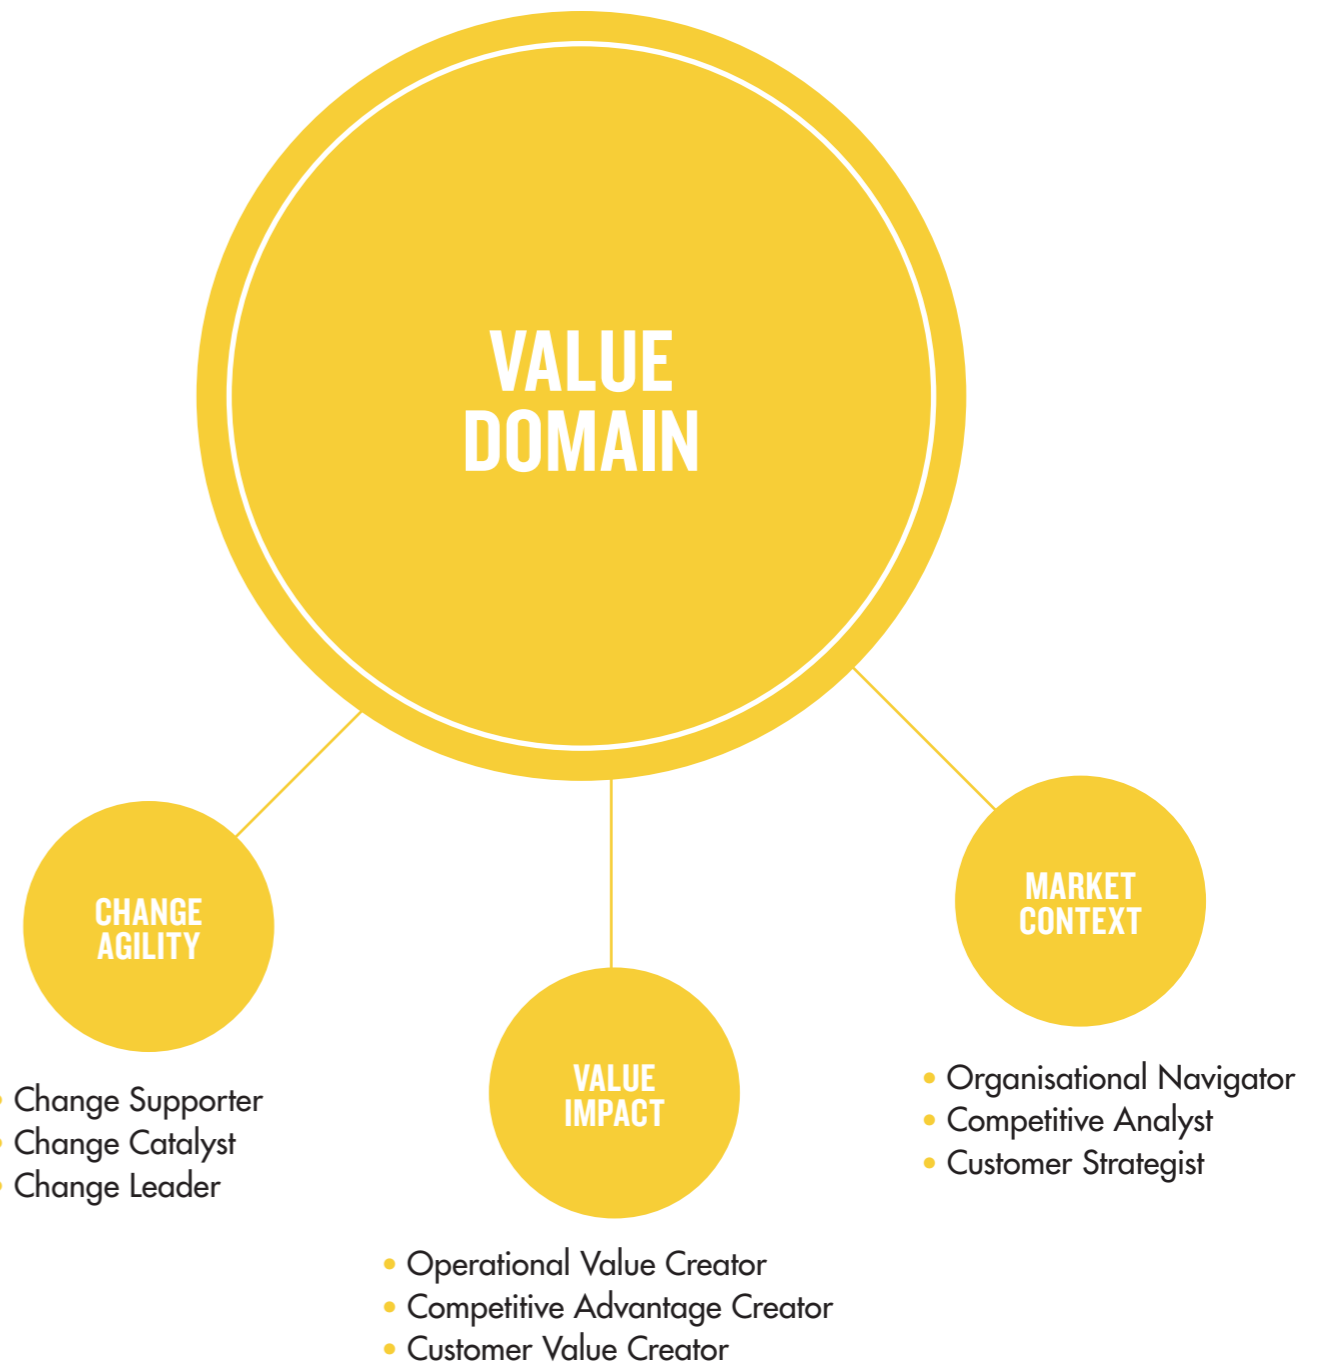 VALUE
DOMAIN
CHANGE
AGILITY
• Change Supporter
• Change Catalyst
• Change Leader
VALUE
IMPACT
• Operational Value Creator
• Competitive Advantage Creator
• Customer Value Creator
MARKET
CONTEXT
• Organisational Navigator
• Competitive Analyst
• Customer Strategist